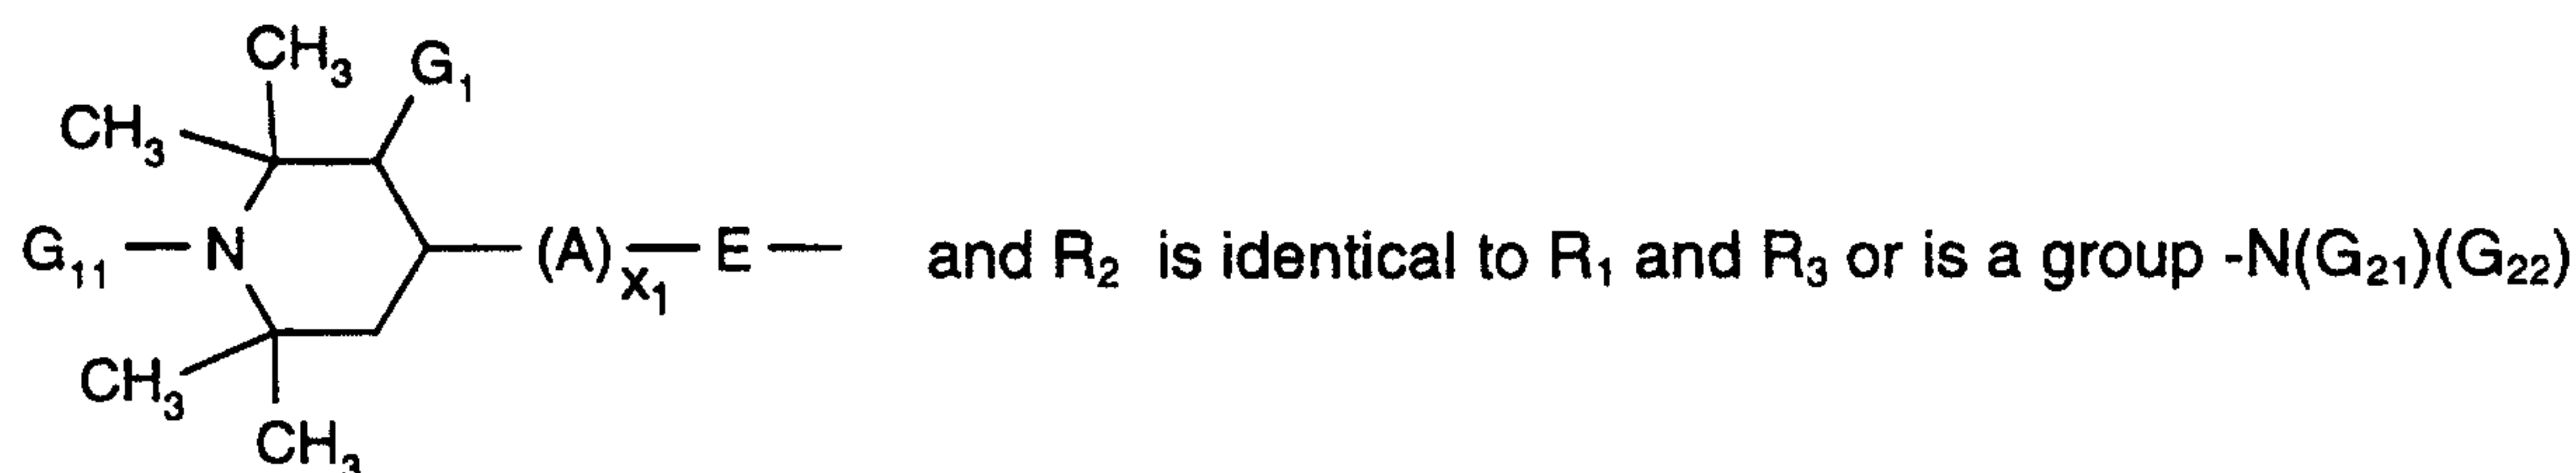 CH₃ G₁
CH₃
G₁₁—N (A)ₓ₁—E— and R₂ is identical to R₁ and R₃ or is a group -N(G₂₁)(G₂₂)
CH₃
CH₃